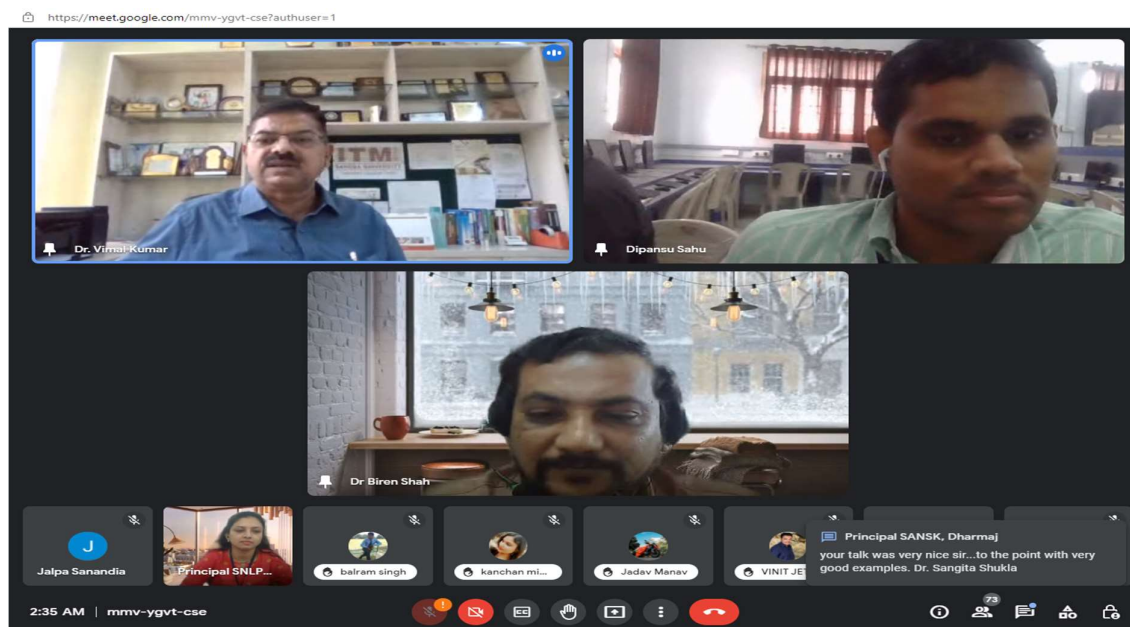 https://meet.google.com/mmv-ygvt-cse?authuser=1
ITM
Dr. Vimal Kumar
Dipansu Sahu
Dr Biren Shah
J
Jalpa Sanandia
Principal SNLP...
balram singh
kanchan mi...
Jadav Manav
VINIT JET
Principal SANSK, Dharmaj
your talk was very nice sir...to the point with very
good examples. Dr. Sangita Shukla
2:35 AM | mmv-ygvt-cse
CC
73